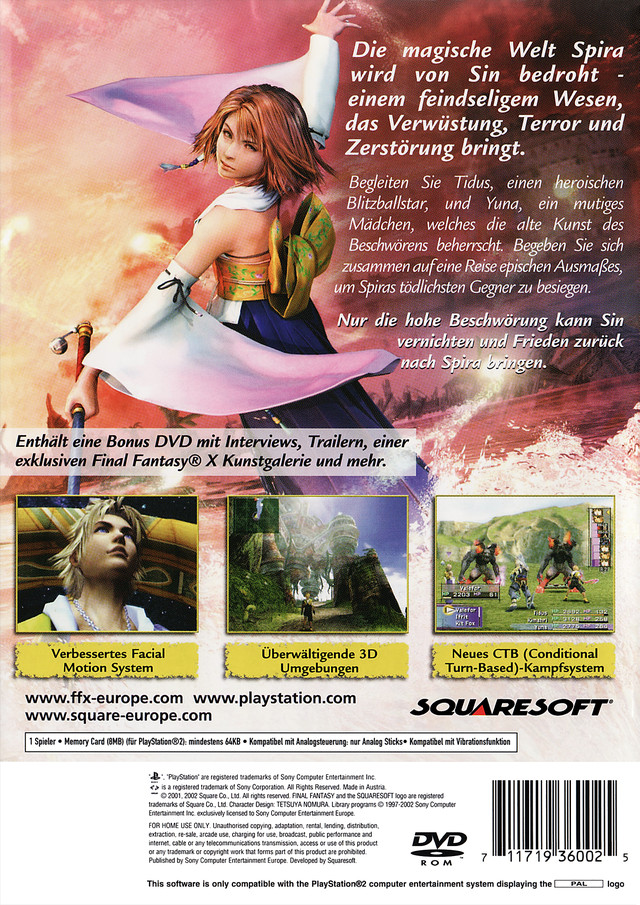 Die magische Welt Spira
wird von Sin bedroht -
einem feindseligem Wesen,
das Verwüstung, Terror und
Zerstörung bringt.
Begleiten Sie Tidus, einen heroischen
Blitzballstar, und Yuna, ein mutiges
Mädchen, welches die alte Kunst des
Beschwörens beherrscht. Begeben Sie sich
zusammen auf eine Reise epischen Ausmaßes,
um Spiras tödlichsten Gegner zu besiegen.
Nur die hohe Beschwörung kann Sin
vernichten und Frieden zurück
nach Spira bringen.
Enthält eine Bonus DVD mit Interviews, Trailern, einer
exklusiven Final Fantasy® X Kunstgalerie und mehr.
Valefor
HP 2203 MP 61
Valefor
Ifrit
Kit Fox
Tidus
Kimahri
Yuna
Verbessertes Facial
Motion System
Überwältigende 3D
Umgebungen
Neues CTB (Conditional
Turn-Based)-Kampfsystem
www.ffx-europe.com www.playstation.com
www.square-europe.com
SQUARESOFT®
1 Spieler • Memory Card (8MB) (für PlayStation®2): mindestens 64KB • Kompatibel mit Analogsteuerung: nur Analog Sticks• Kompatibel mit Vibrationsfunktion
", "PlayStation" are registered trademarks of Sony Computer Entertainment Inc.
is a registered trademark of Sony Corporation. All Rights Reserved. Made in Austria.
© 2001, 2002 Square Co., Ltd. All rights reserved. FINAL FANTASY and the SQUARESOFT logo are registered
trademarks of Square Co., Ltd. Character Design: TETSUYA NOMURA. Library programs © 1997-2002 Sony Computer
Entertainment Inc. exclusively licensed to Sony Computer Entertainment Europe.
FOR HOME USE ONLY. Unauthorised copying, adaptation, rental, lending, distribution,
extraction, re-sale, arcade use, charging for use, broadcast, public performance and
internet, cable or any telecommunications transmission, access or use of this product
or any trademark or copyright work that forms part of this product are prohibited.
Published by Sony Computer Entertainment Europe. Developed by Squaresoft.
DVD
ROM
7 11719 36002 5
This software is only compatible with the PlayStation®2 computer entertainment system displaying the PAL logo